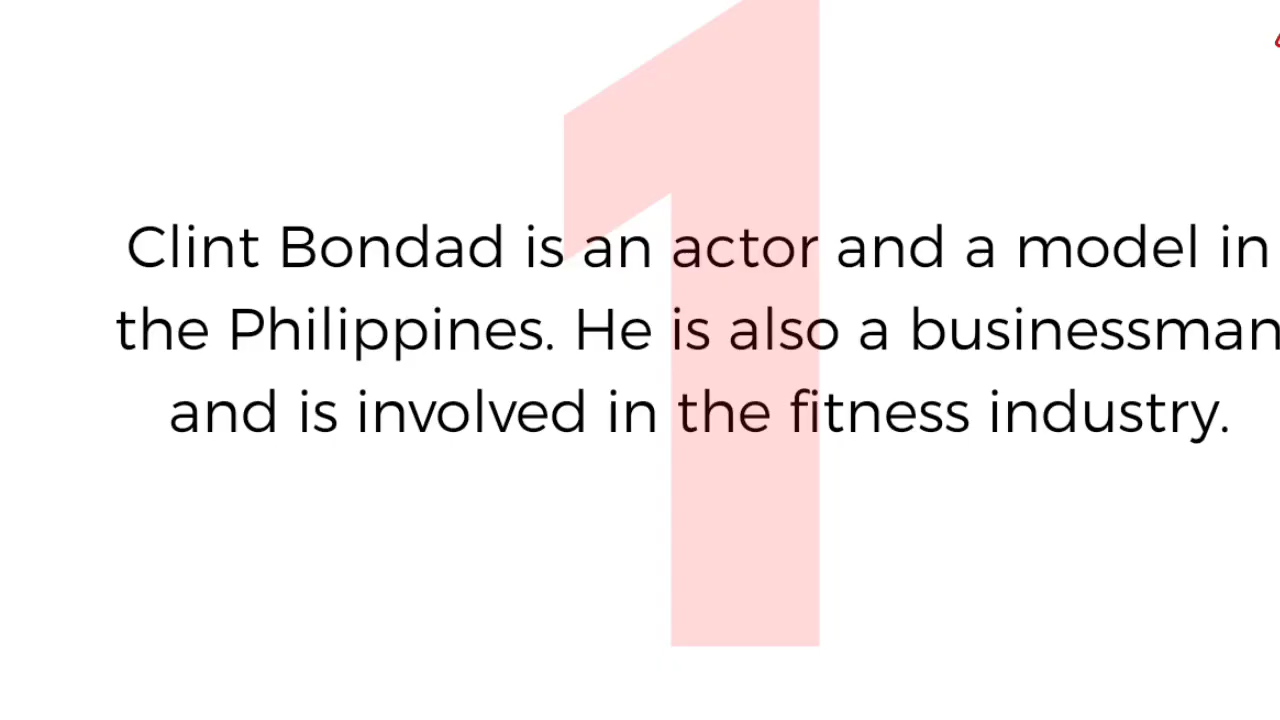 1
Clint Bondad is an actor and a model in
the Philippines. He is also a businessman
and is involved in the fitness industry.